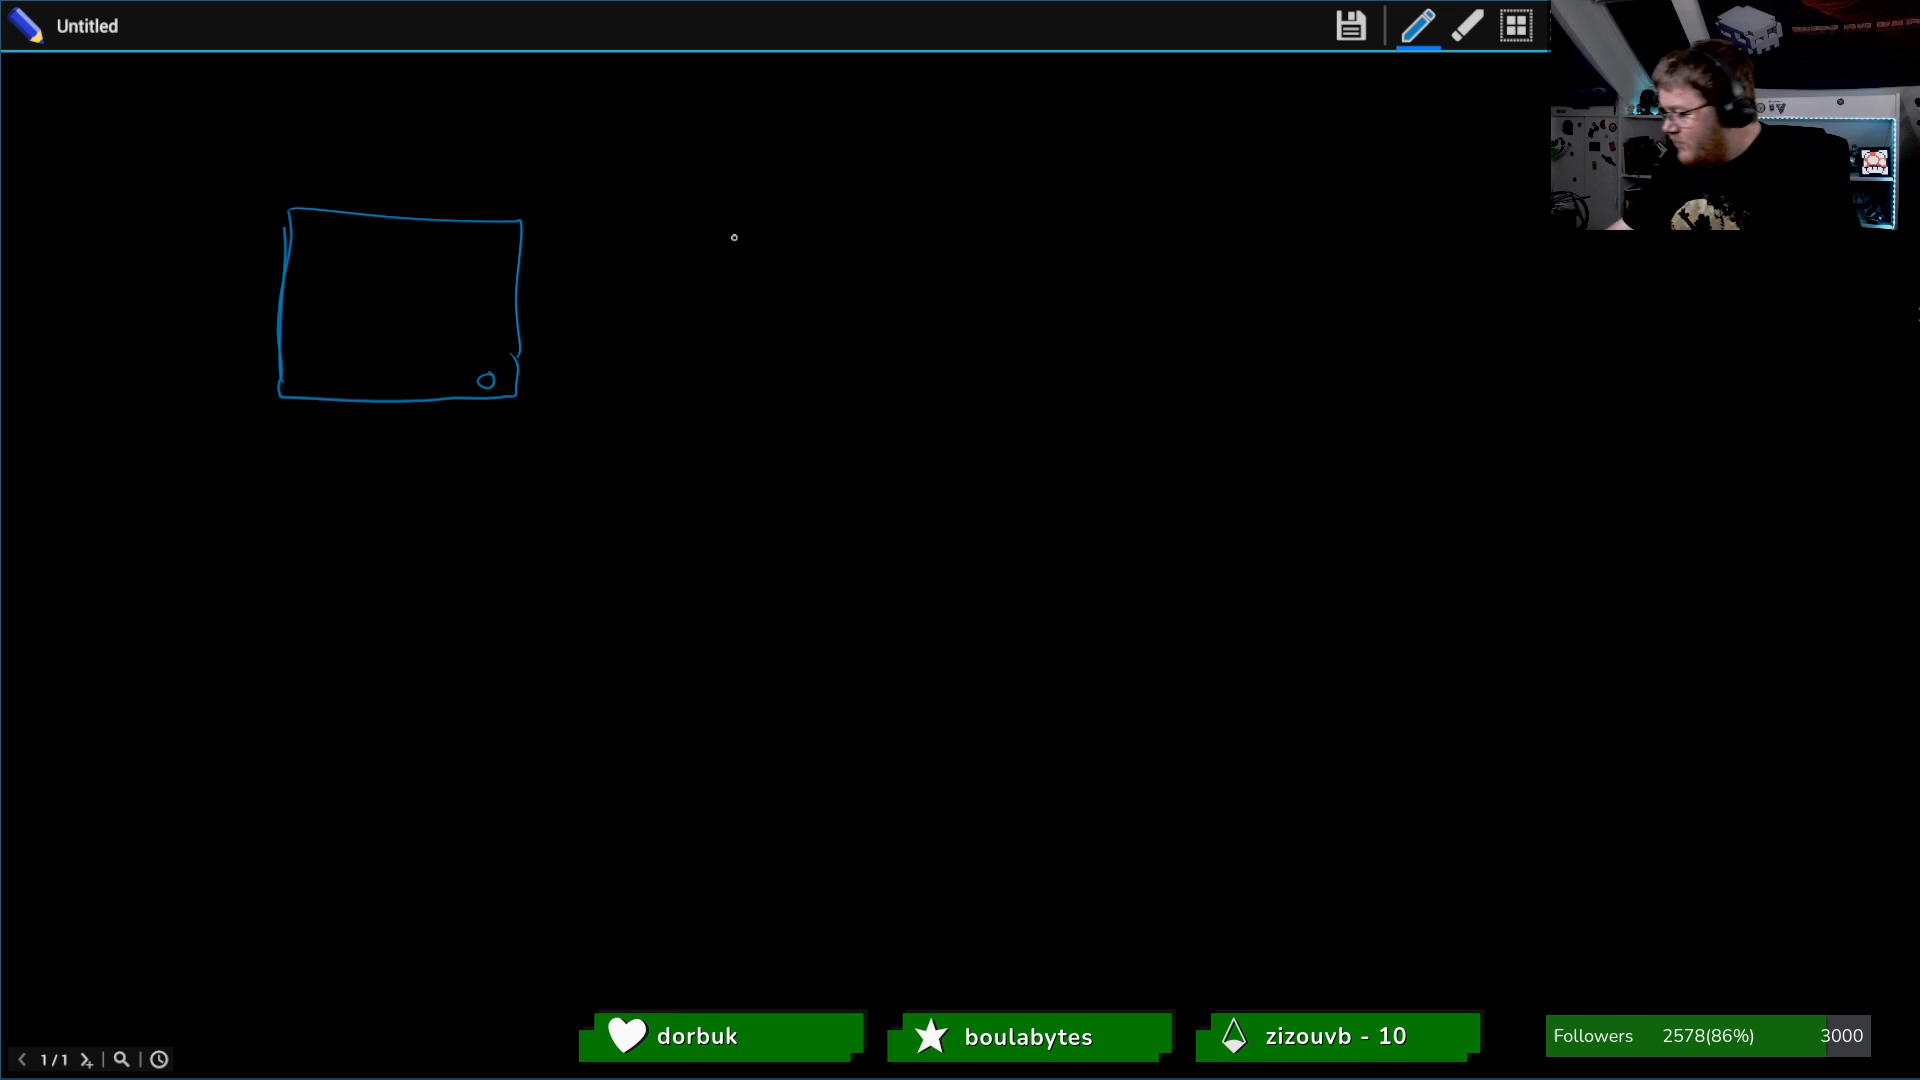 Untitled
dorbuk
boulabytes
zizouvb - 10
Followers 2578(86%) 3000
1/1